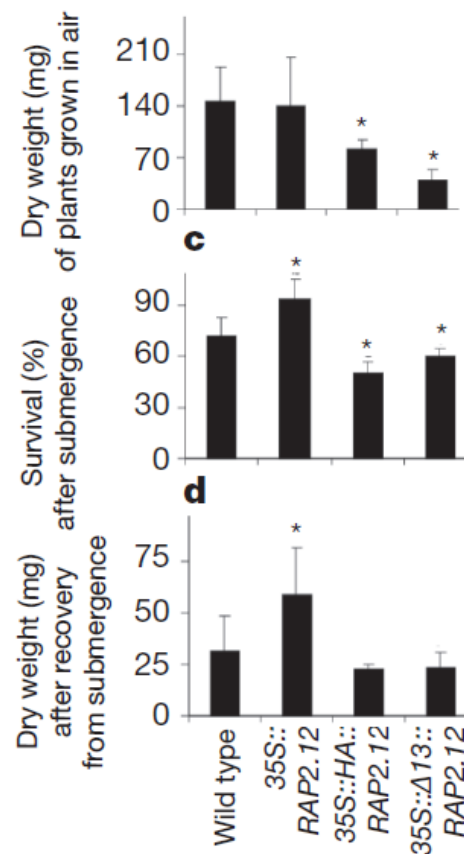 Dry weight (mg)
of plants grown in air
210
140
70
0
*
*
c
Survival (%)
after submergence
90
60
30
0
*
*
*
d
Dry weight (mg)
after recovery
from submergence
75
50
25
0
*
Wild type
35S::
RAP2.12
35S::HA::
RAP2.12
35S::Δ13::
RAP2.12